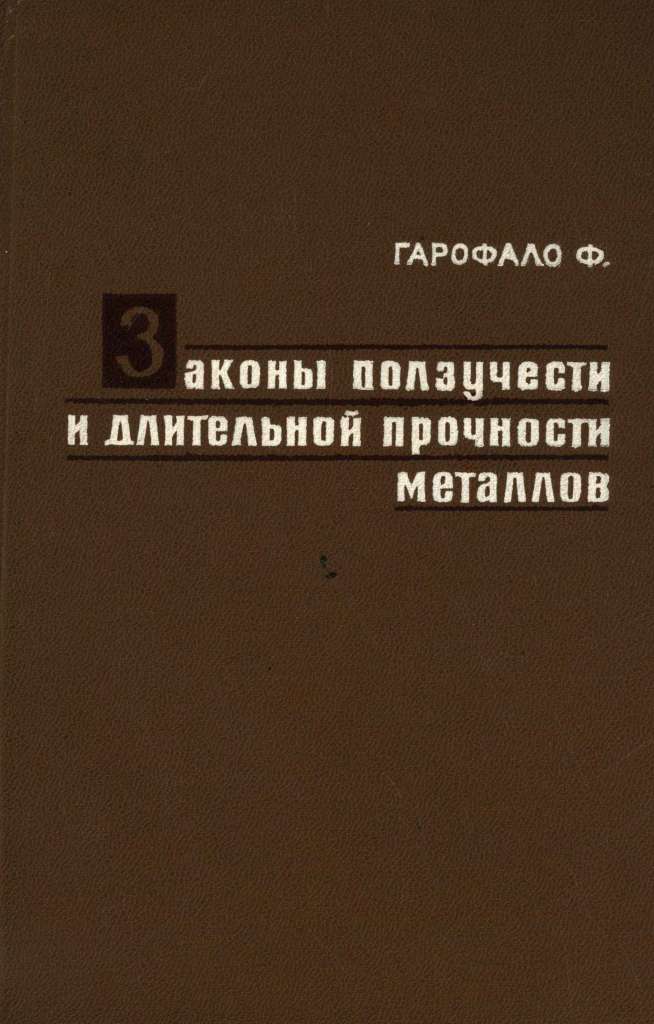 ГАРОФАЛО Ф.
Законы ползучести
и длительной прочности
металлов